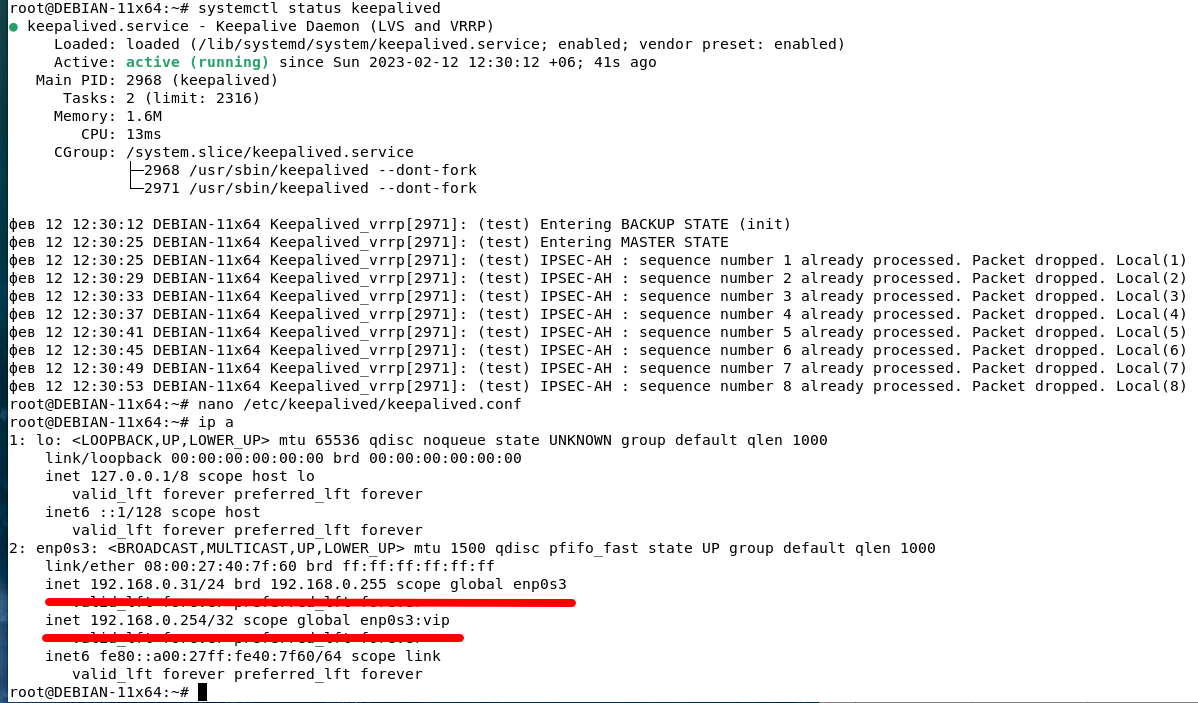 root@DEBIAN-11x64:~# systemctl status keepalived
● keepalived.service - Keepalive Daemon (LVS and VRRP)
     Loaded: loaded (/lib/systemd/system/keepalived.service; enabled; vendor preset: enabled)
     Active: active (running) since Sun 2023-02-12 12:30:12 +06; 41s ago
   Main PID: 2968 (keepalived)
      Tasks: 2 (limit: 2316)
     Memory: 1.6M
        CPU: 13ms
     CGroup: /system.slice/keepalived.service
             ├─2968 /usr/sbin/keepalived --dont-fork
             └─2971 /usr/sbin/keepalived --dont-fork

фев 12 12:30:12 DEBIAN-11x64 Keepalived_vrrp[2971]: (test) Entering BACKUP STATE (init)
фев 12 12:30:25 DEBIAN-11x64 Keepalived_vrrp[2971]: (test) Entering MASTER STATE
фев 12 12:30:25 DEBIAN-11x64 Keepalived_vrrp[2971]: (test) IPSEC-AH : sequence number 1 already processed. Packet dropped. Local(1)
фев 12 12:30:29 DEBIAN-11x64 Keepalived_vrrp[2971]: (test) IPSEC-AH : sequence number 2 already processed. Packet dropped. Local(2)
фев 12 12:30:33 DEBIAN-11x64 Keepalived_vrrp[2971]: (test) IPSEC-AH : sequence number 3 already processed. Packet dropped. Local(3)
фев 12 12:30:37 DEBIAN-11x64 Keepalived_vrrp[2971]: (test) IPSEC-AH : sequence number 4 already processed. Packet dropped. Local(4)
фев 12 12:30:41 DEBIAN-11x64 Keepalived_vrrp[2971]: (test) IPSEC-AH : sequence number 5 already processed. Packet dropped. Local(5)
фев 12 12:30:45 DEBIAN-11x64 Keepalived_vrrp[2971]: (test) IPSEC-AH : sequence number 6 already processed. Packet dropped. Local(6)
фев 12 12:30:49 DEBIAN-11x64 Keepalived_vrrp[2971]: (test) IPSEC-AH : sequence number 7 already processed. Packet dropped. Local(7)
фев 12 12:30:53 DEBIAN-11x64 Keepalived_vrrp[2971]: (test) IPSEC-AH : sequence number 8 already processed. Packet dropped. Local(8)
root@DEBIAN-11x64:~# nano /etc/keepalived/keepalived.conf
root@DEBIAN-11x64:~# ip a
1: lo: <LOOPBACK,UP,LOWER_UP> mtu 65536 qdisc noqueue state UNKNOWN group default qlen 1000
    link/loopback 00:00:00:00:00:00 brd 00:00:00:00:00:00
    inet 127.0.0.1/8 scope host lo
       valid_lft forever preferred_lft forever
    inet6 ::1/128 scope host
       valid_lft forever preferred_lft forever
2: enp0s3: <BROADCAST,MULTICAST,UP,LOWER_UP> mtu 1500 qdisc pfifo_fast state UP group default qlen 1000
    link/ether 08:00:27:40:7f:60 brd ff:ff:ff:ff:ff:ff
    inet 192.168.0.31/24 brd 192.168.0.255 scope global enp0s3
       valid_lft forever preferred_lft forever
    inet 192.168.0.254/32 scope global enp0s3:vip
       valid_lft forever preferred_lft forever
    inet6 fe80::a00:27ff:fe40:7f60/64 scope link
       valid_lft forever preferred_lft forever
root@DEBIAN-11x64:~#